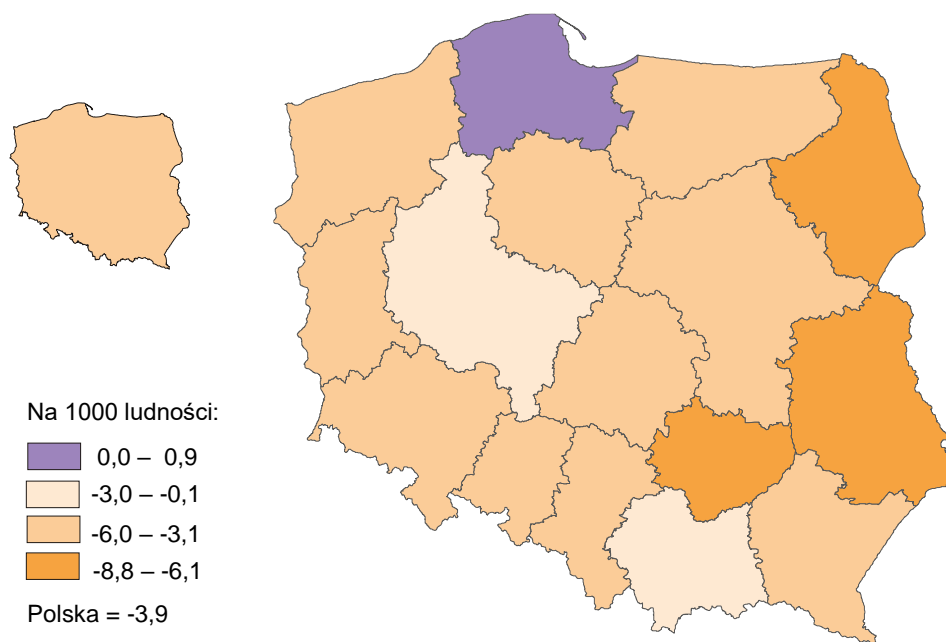 Na 1000 ludności:
0,0 – 0,9
-3,0 – -0,1
-6,0 – -3,1
-8,8 – -6,1
Polska = -3,9